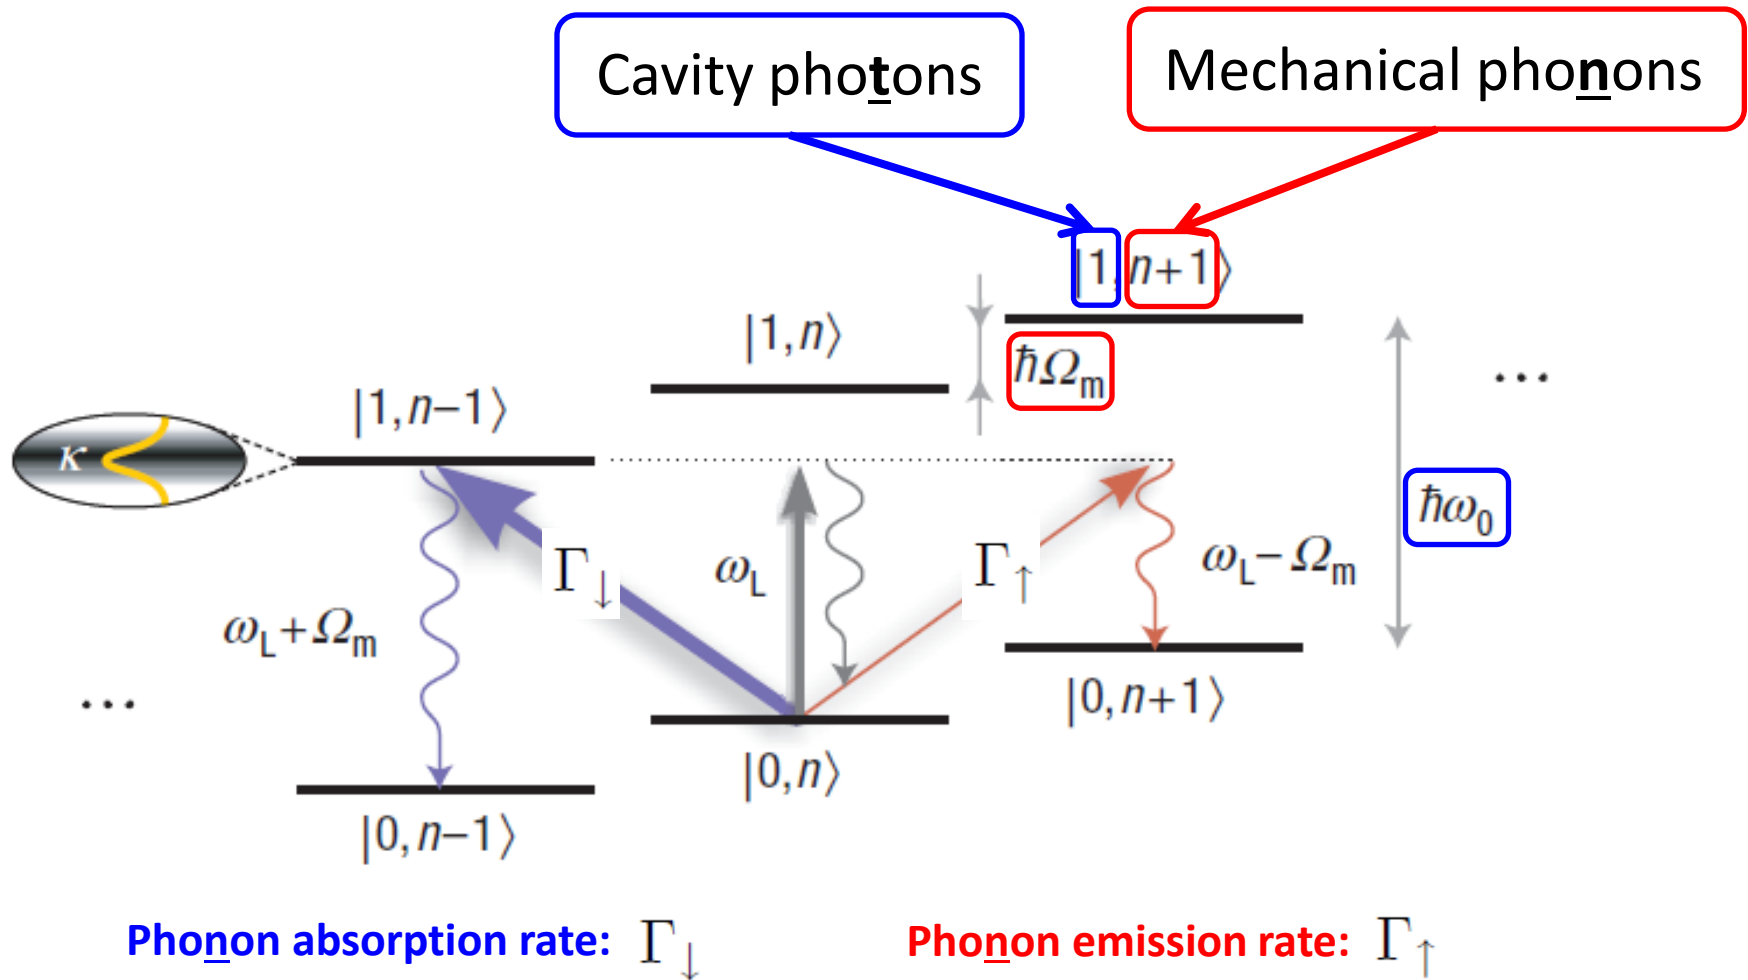 Cavity photons
Mechanical phonons
|1, n+1⟩
|1,n⟩
ħΩm
...
|1,n−1⟩
κ
ħω0
Γ↓
ωL
Γ↑
ωL−Ωm
ωL+Ωm
...
|0,n+1⟩
|0,n⟩
|0,n−1⟩
Phonon absorption rate: Γ↓
Phonon emission rate: Γ↑